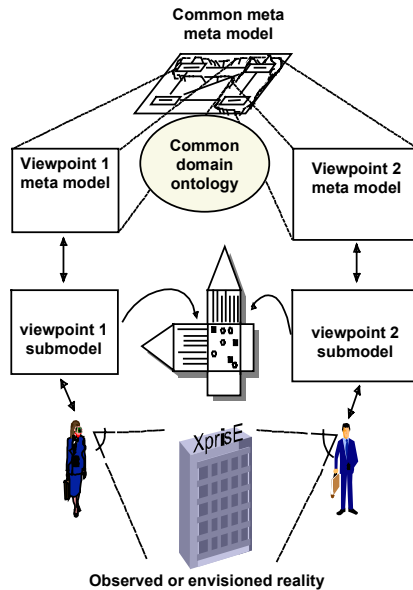 Common meta
meta model
Viewpoint 1
meta model
Common
domain
ontology
Viewpoint 2
meta model
viewpoint 1
submodel
viewpoint 2
submodel
XprisE
Observed or envisioned reality